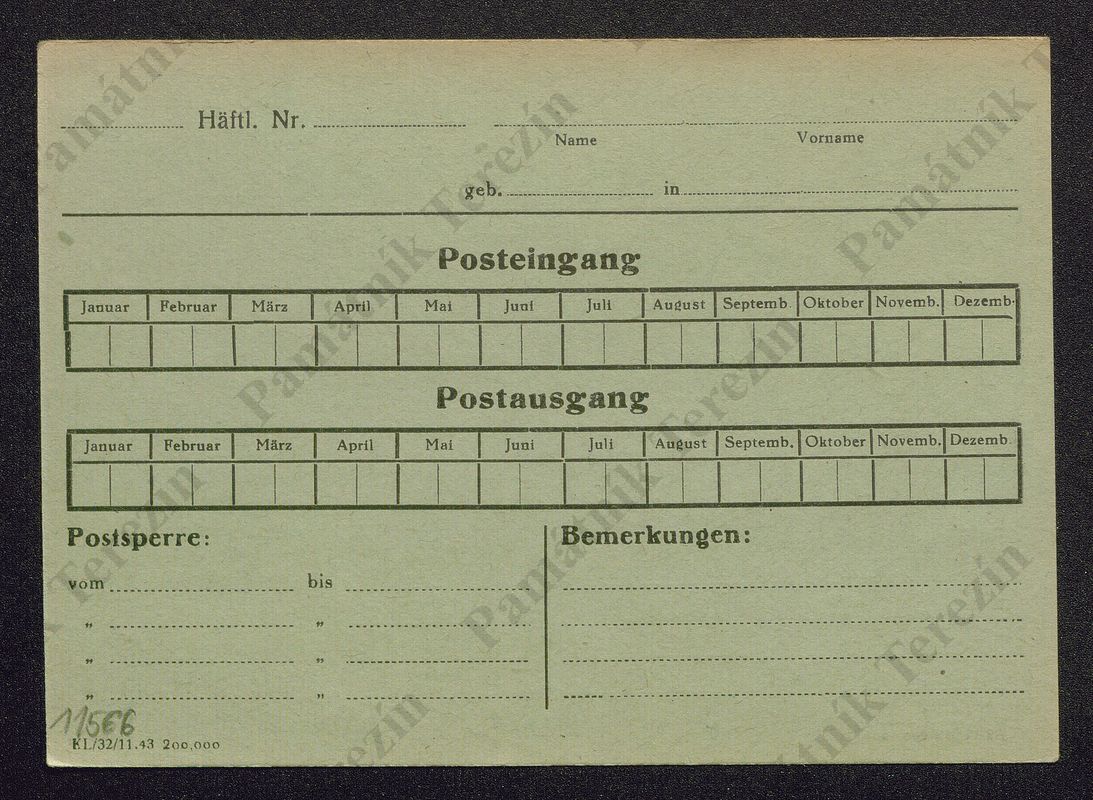 Häftl. Nr.
Name Vorname
geb. in
Posteingang
Januar Februar März April Mai Juni Juli August Septemb. Oktober Novemb. Dezemb.
Postausgang
Januar Februar März April Mai Juni Juli August Septemb. Oktober Novemb. Dezemb.
Postsperre: Bemerkungen:
vom bis
„ „
„ „
„ „
11/566
KL/32/11.43 200,000
Památník Terezín